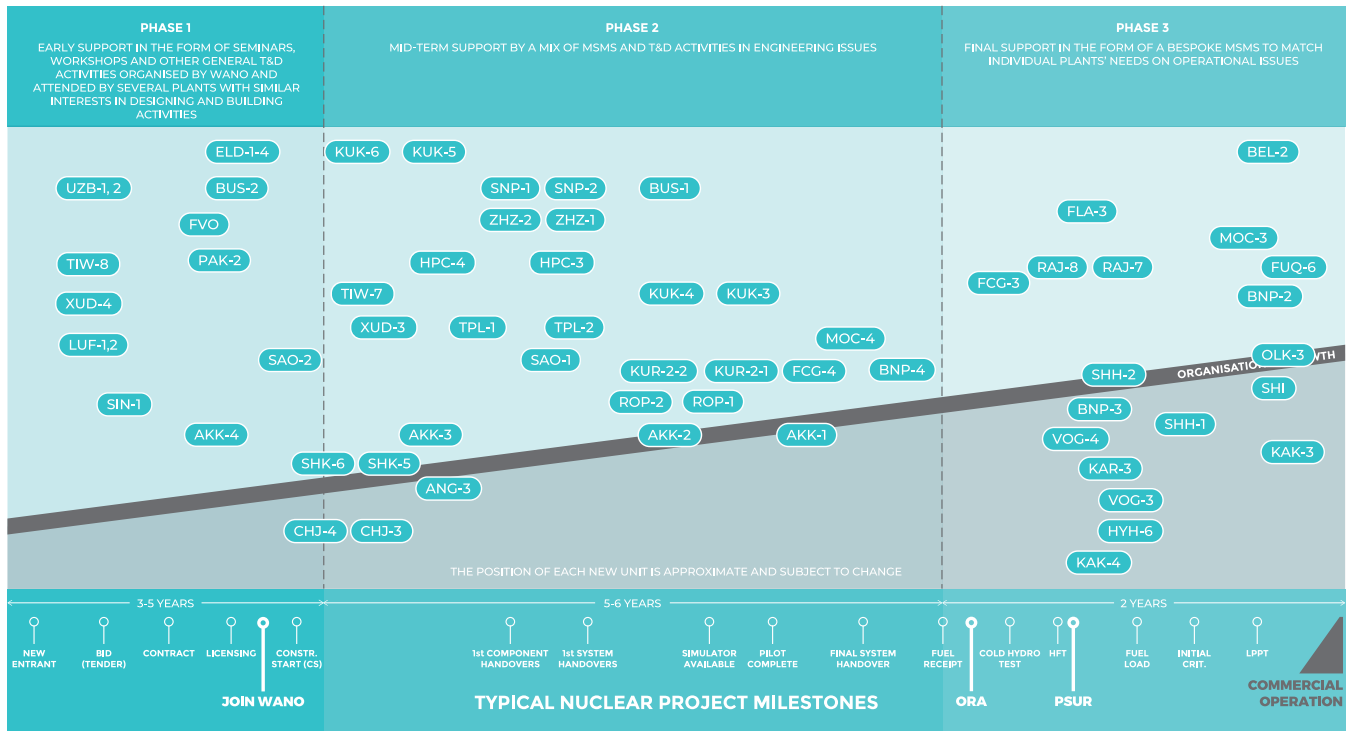 PHASE 1
EARLY SUPPORT IN THE FORM OF SEMINARS,
WORKSHOPS AND OTHER GENERAL T&D
ACTIVITIES ORGANISED BY WANO AND
ATTENDED BY SEVERAL PLANTS WITH SIMILAR
INTERESTS IN DESIGNING AND BUILDING
ACTIVITIES
PHASE 2
MID-TERM SUPPORT BY A MIX OF MSMS AND T&D ACTIVITIES IN ENGINEERING ISSUES
PHASE 3
FINAL SUPPORT IN THE FORM OF A BESPOKE MSMS TO MATCH
INDIVIDUAL PLANTS' NEEDS ON OPERATIONAL ISSUES
ELD-1-4
UZB-1, 2
BUS-2
FVO
PAK-2
TIW-8
XUD-4
LUF-1,2
SAO-2
SIN-1
AKK-4
SHK-6
CHJ-4
KUK-6
KUK-5
SNP-1
SNP-2
BUS-1
ZHZ-2
ZHZ-1
HPC-4
HPC-3
TIW-7
KUK-4
KUK-3
XUD-3
TPL-1
TPL-2
MOC-4
SAO-1
KUR-2-2
KUR-2-1
FCG-4
BNP-4
ROP-2
ROP-1
AKK-3
AKK-2
AKK-1
SHK-5
ANG-3
CHJ-3
BEL-2
FLA-3
MOC-3
RAJ-8
RAJ-7
FUQ-6
FCG-3
BNP-2
OLK-3
ORGANISATION
SHH-2
SHI
BNP-3
SHH-1
VOG-4
KAK-3
KAR-3
VOG-3
HYH-6
KAK-4
THE POSITION OF EACH NEW UNIT IS APPROXIMATE AND SUBJECT TO CHANGE
3-5 YEARS
5-6 YEARS
2 YEARS
NEW
ENTRANT
BID
(TENDER)
CONTRACT
LICENSING
CONSTR.
START (CS)
1st COMPONENT
HANDOVERS
1st SYSTEM
HANDOVERS
SIMULATOR
AVAILABLE
PILOT
COMPLETE
FINAL SYSTEM
HANDOVER
FUEL
RECEIPT
COLD HYDRO
TEST
HFT
FUEL
LOAD
INITIAL
CRIT.
LPPT
JOIN WANO
TYPICAL NUCLEAR PROJECT MILESTONES
ORA
PSUR
COMMERCIAL
OPERATION